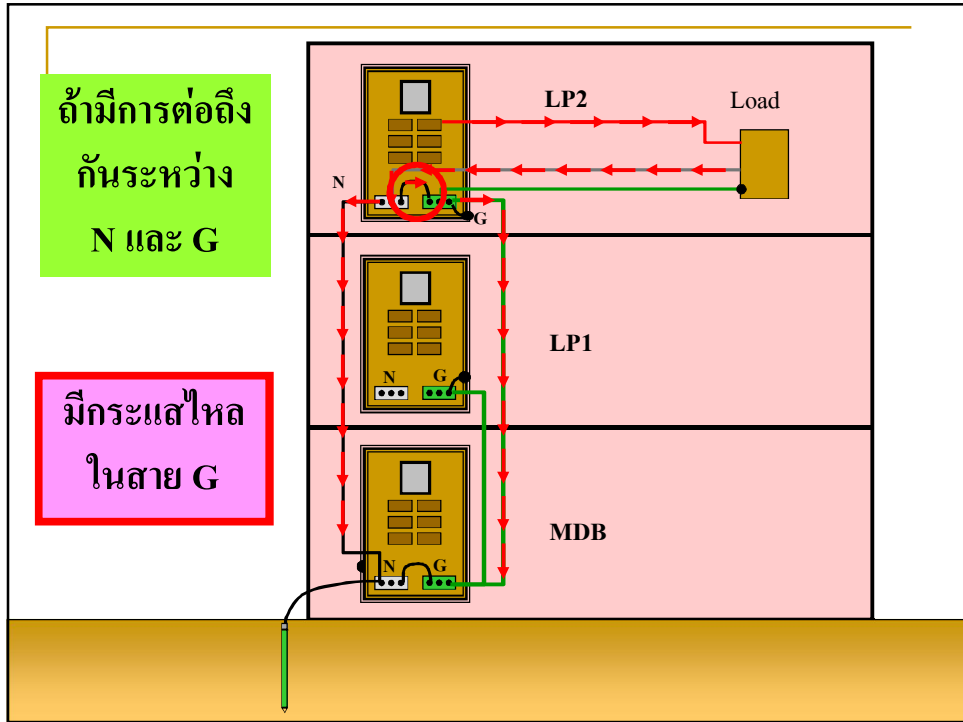 ถ้ามีการต่อถึง
กันระหว่าง
N และ G
มีกระแสไหล
ในสาย G
LP2
Load
N
G
LP1
N
G
MDB
N
G